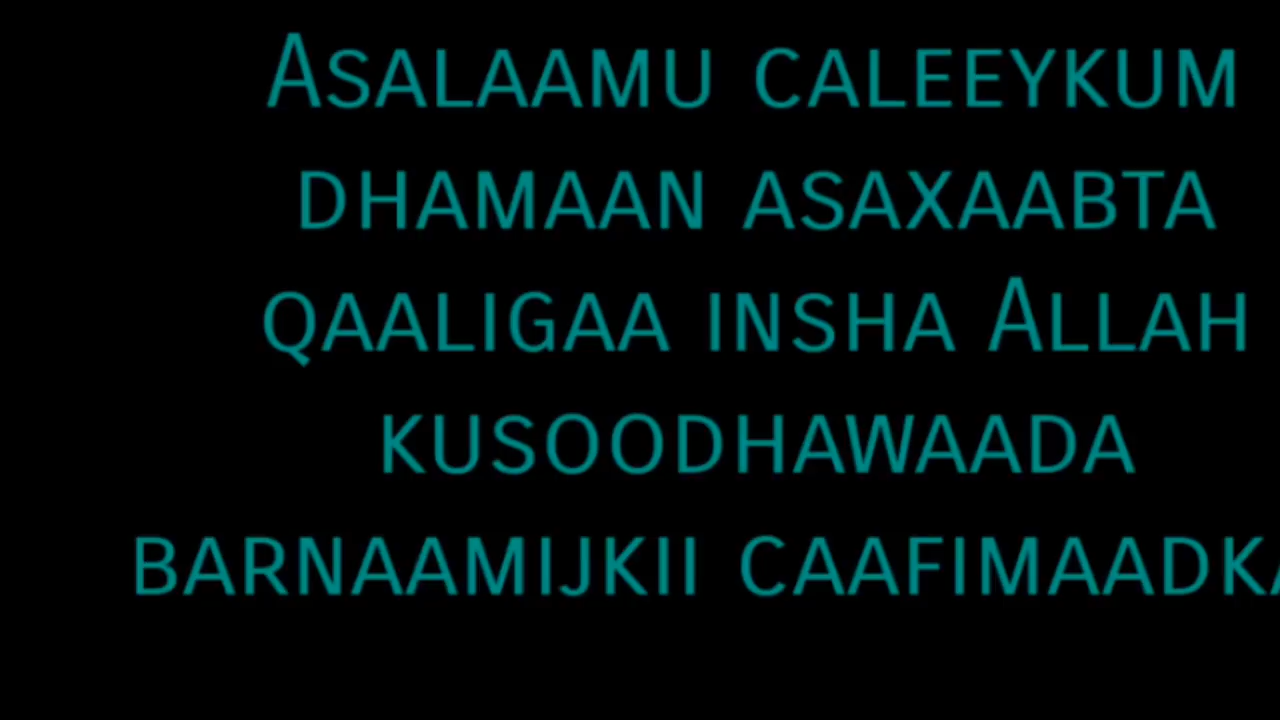 Asalaamu caleeykum
dhamaan asaxaabta
qaaligaa insha Allah
kusoodhawaada
barnaamijkii caafimaadka